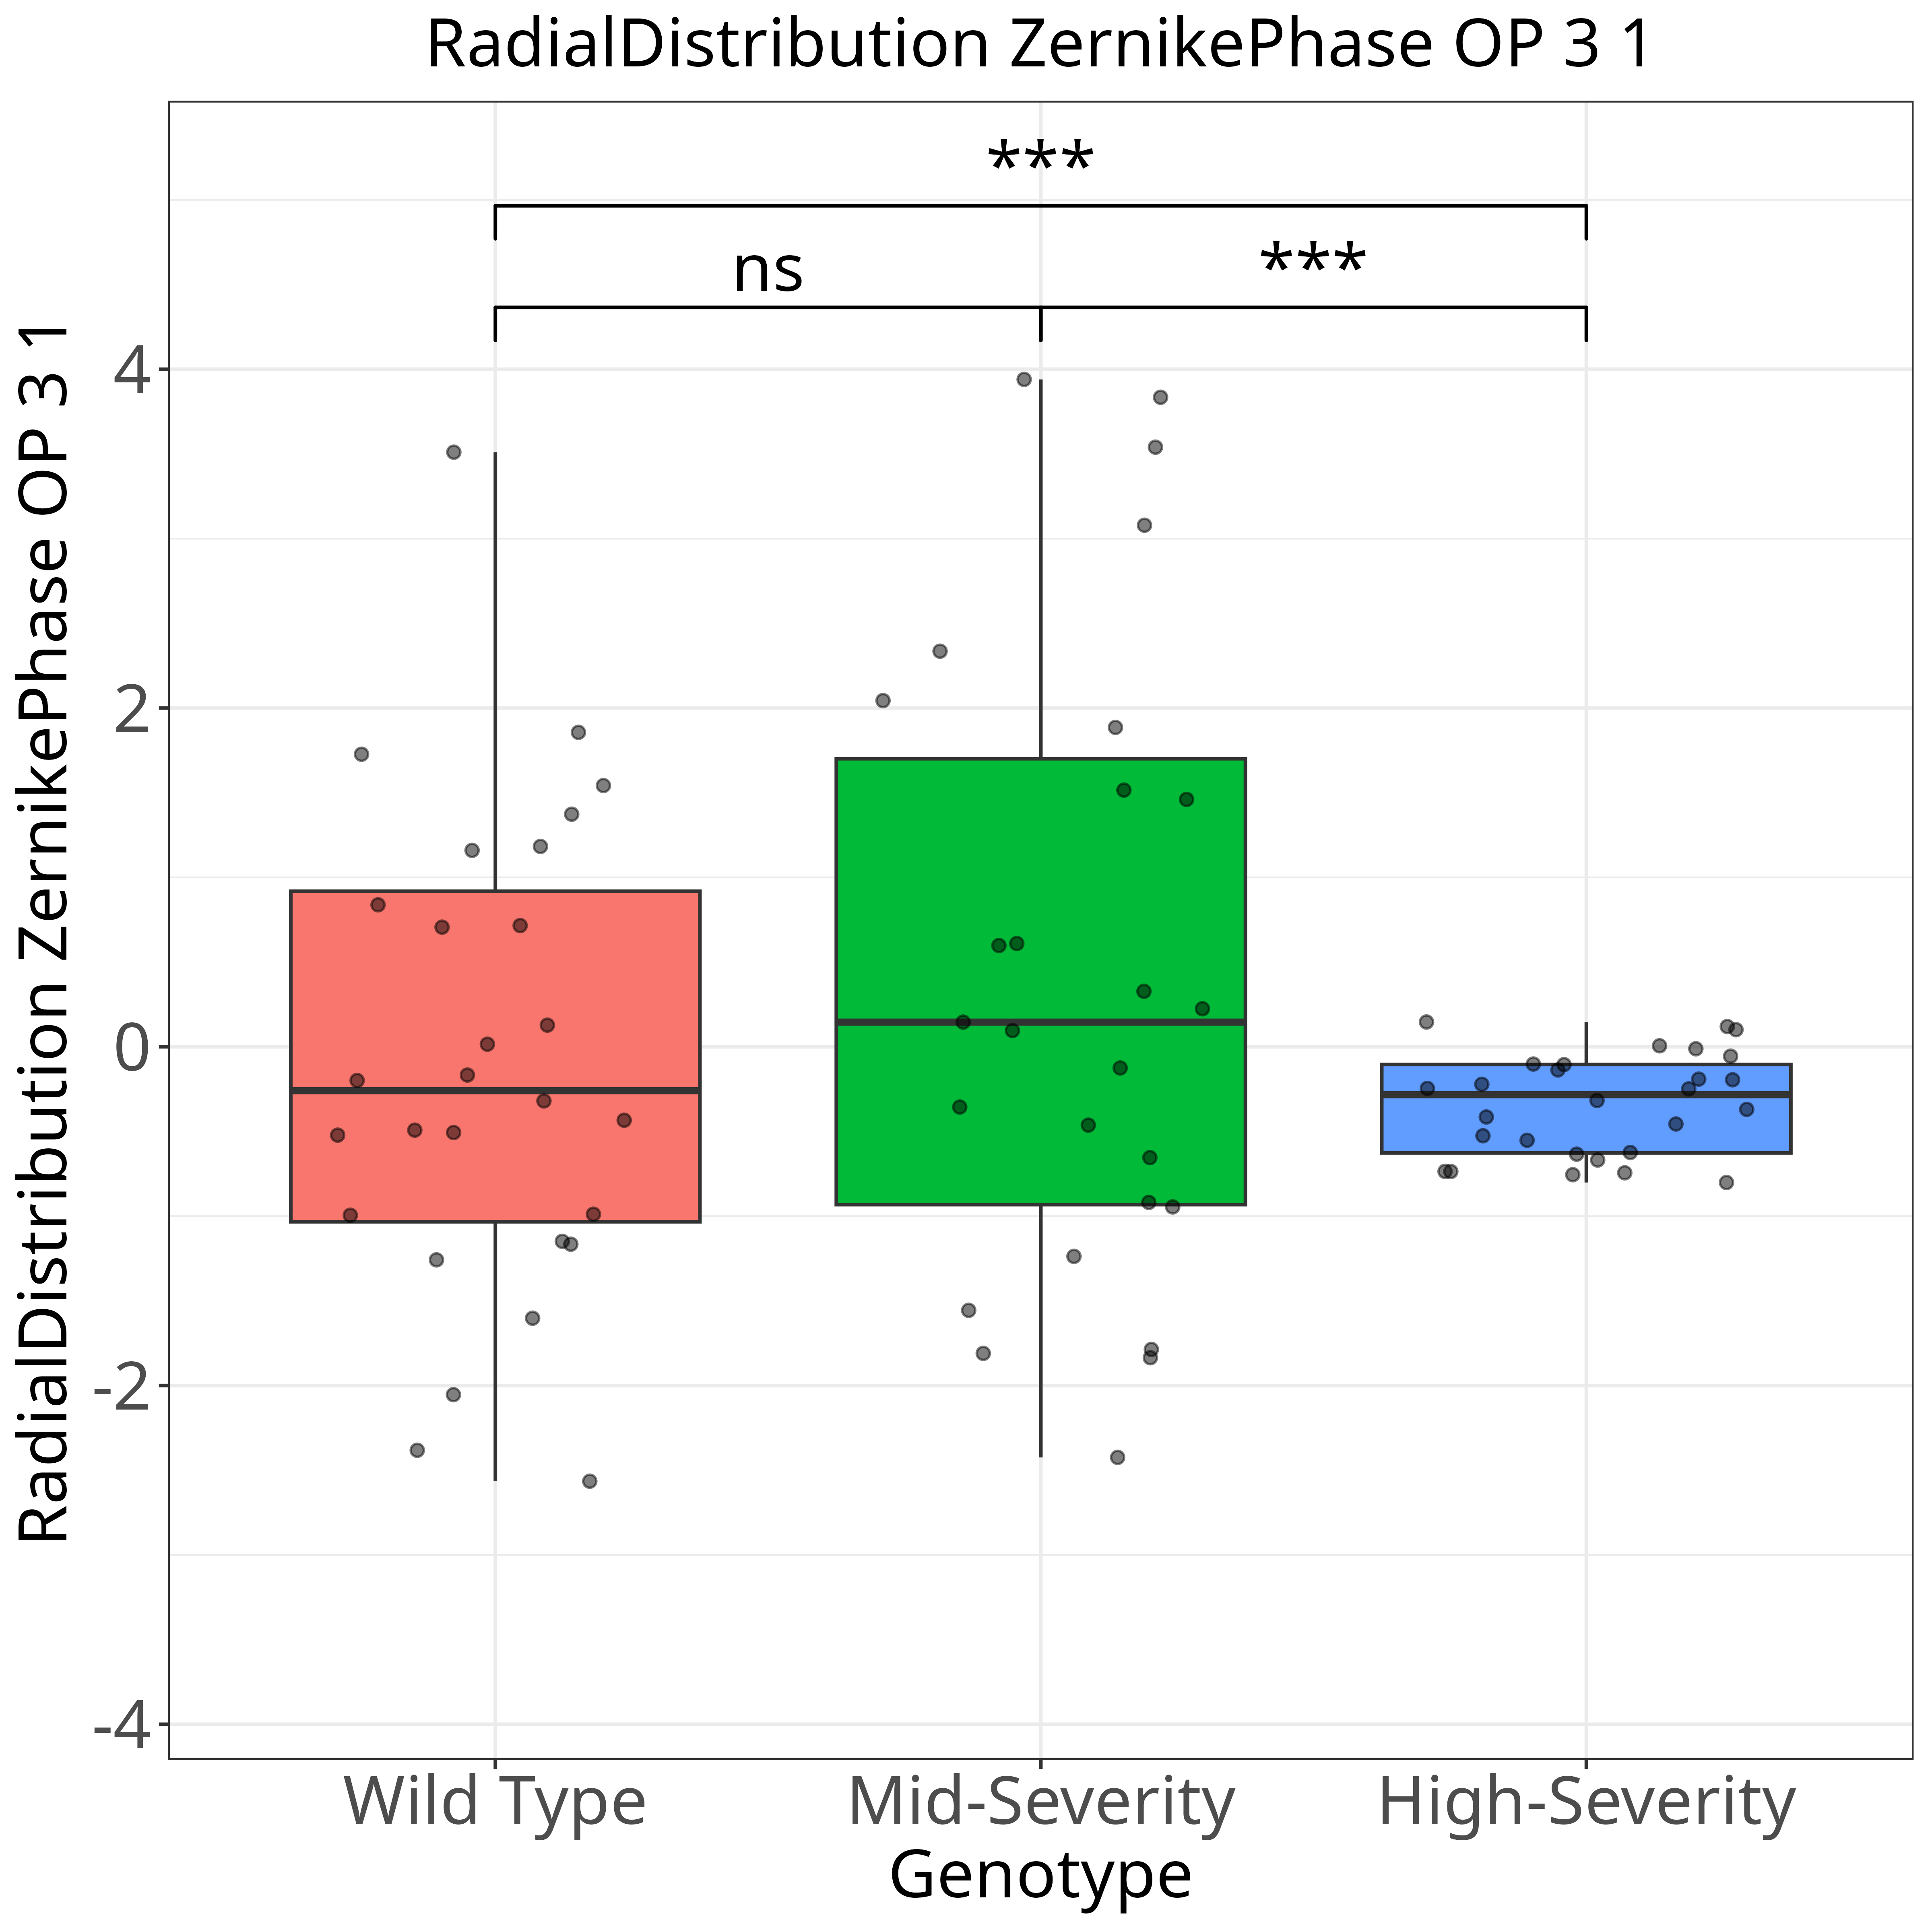 RadialDistribution ZernikePhase OP 3 1
***
ns
***
RadialDistribution ZernikePhase OP 3 1
4
2
0
-2
-4
Wild Type
Mid-Severity
High-Severity
Genotype